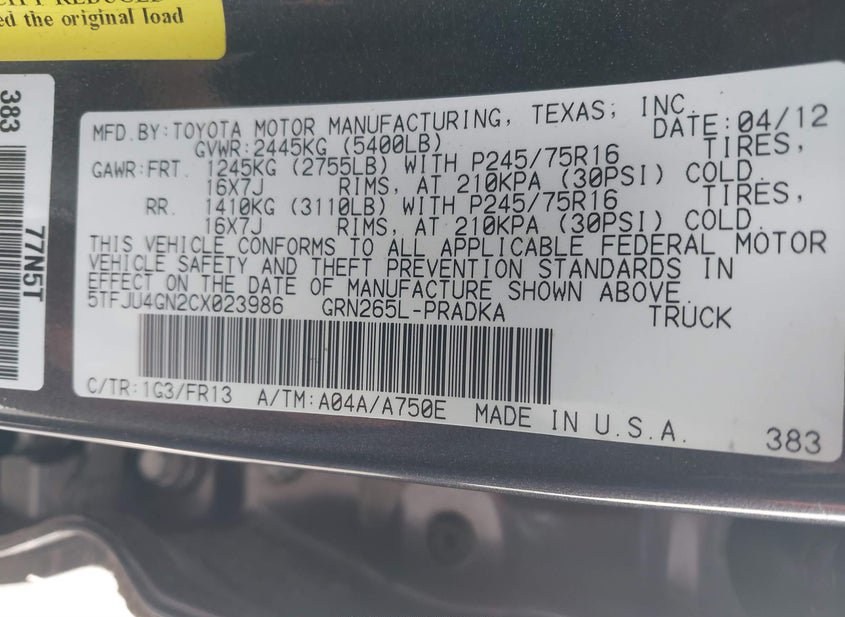 CITY REDUCED
ed the original load
383
77N5T
MFD.BY:TOYOTA MOTOR MANUFACTURING, TEXAS, INC.
DATE:04/12
GVWR:2445KG (5400LB)
GAWR:FRT. 1245KG (2755LB) WITH P245/75R16 TIRES,
16X7J RIMS, AT 210KPA (30PSI) COLD.
RR. 1410KG (3110LB) WITH P245/75R16 TIRES,
16X7J RIMS, AT 210KPA (30PSI) COLD.
THIS VEHICLE CONFORMS TO ALL APPLICABLE FEDERAL MOTOR
VEHICLE SAFETY AND THEFT PREVENTION STANDARDS IN
EFFECT ON THE DATE OF MANUFACTURE SHOWN ABOVE.
5TFJU4GN2CX023986 GRN265L-PRADKA TRUCK
C/TR:1G3/FR13 A/TM:A04A/A750E MADE IN U.S.A. 383